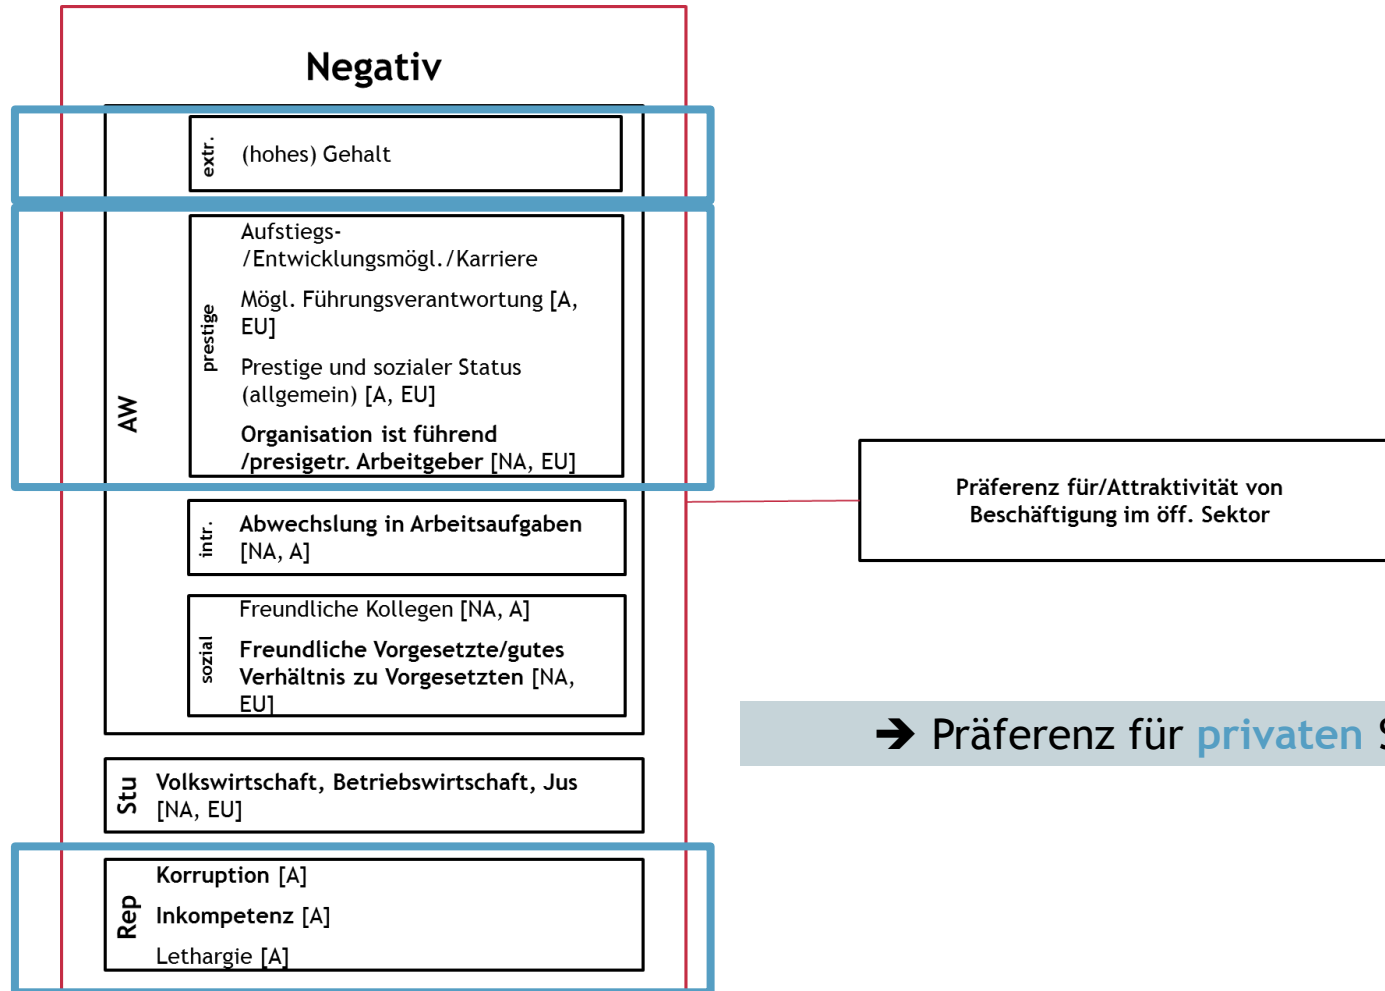 Negativ
extr.
(hohes) Gehalt
AW
prestige
Aufstiegs-
/Entwicklungsmögl./Karriere
Mögl. Führungsverantwortung [A,
EU]
Prestige und sozialer Status
(allgemein) [A, EU]
Organisation ist führend
/presigetr. Arbeitgeber [NA, EU]
intr.
Abwechslung in Arbeitsaufgaben
[NA, A]
sozial
Freundliche Kollegen [NA, A]
Freundliche Vorgesetzte/gutes
Verhältnis zu Vorgesetzten [NA,
EU]
Stu
Volkswirtschaft, Betriebswirtschaft, Jus
[NA, EU]
Rep
Korruption [A]
Inkompetenz [A]
Lethargie [A]
Präferenz für/Attraktivität von
Beschäftigung im öff. Sektor
➔ Präferenz für privaten